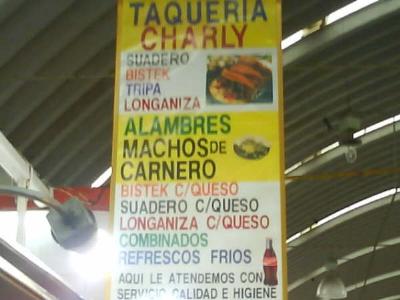 TAQUERIA
CHARLY
SUADERO
BISTEK
TRIPA
LONGANIZA
ALAMBRES
MACHOS DE
CARNERO
BISTEK C/QUESO
SUADERO C/QUESO
LONGANIZA C/QUESO
COMBINADOS
REFRESCOS FRIOS
AQUI LE ATENDEMOS CON
SERVICIO CALIDAD E HIGIENE